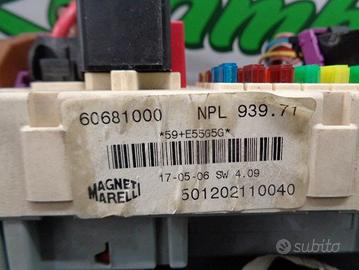 60681000 NPL 939.71
*59+E55G5G*
17-05-06 SW 4.09
MAGNETI
MARELLI
501202110040
subito